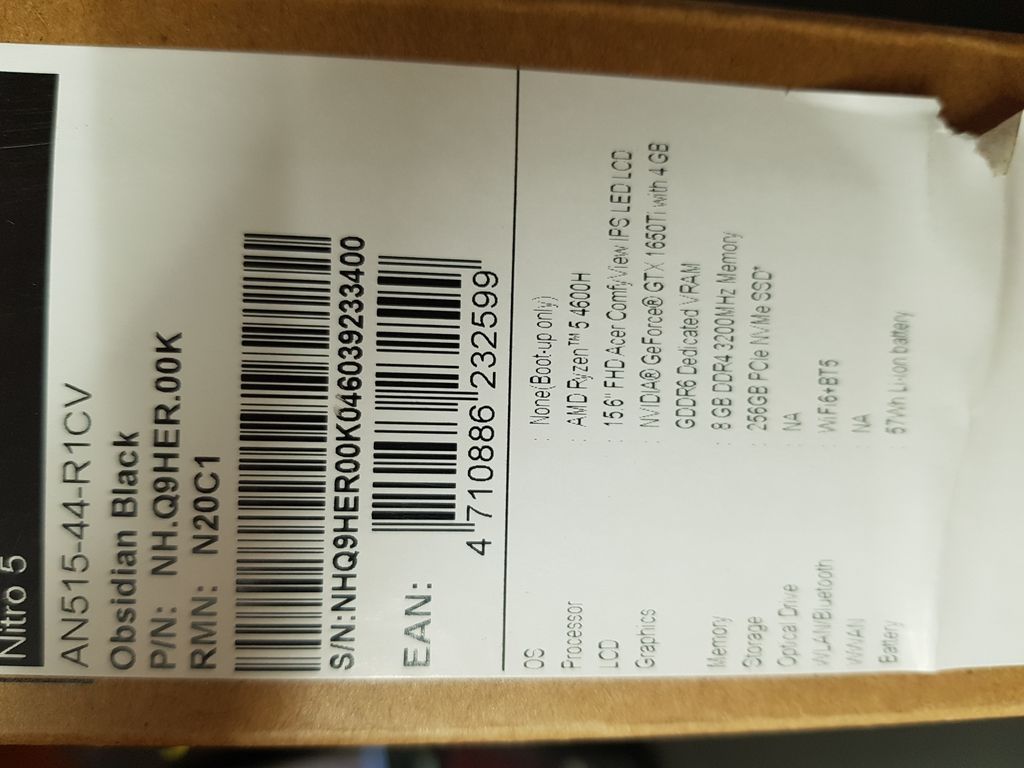 Nitro 5
AN515-44-R1CV
Obsidian Black
P/N: NH.Q9HER.00K
RMN: N20C1
S/N:NHQ9HER00K046039233400
EAN:
4 710886 232599
OS : None(Boot-up only)
Processor : AMD Ryzen™ 5 4600H
LCD : 15.6" FHD Acer ComfyView IPS LED LCD
Graphics : NVIDIA® GeForce® GTX 1650Ti with 4 GB
GDDR6 Dedicated VRAM
Memory : 8 GB DDR4 3200MHz Memory
Storage : 256GB PCIe NVMe SSD*
Optical Drive : NA
WLAN/Bluetooth : WiFi6+BT5
WWAN : NA
Battery : 57Wh Li-ion battery